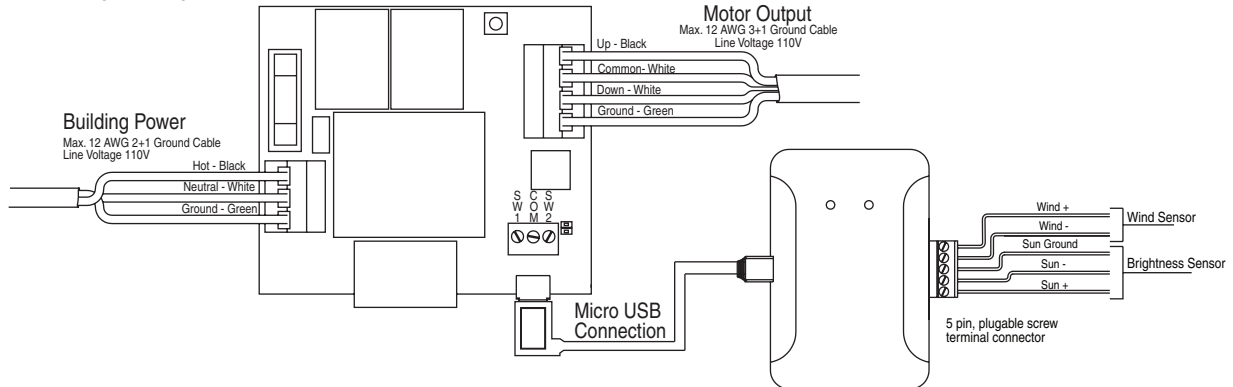 Motor Output
Max. 12 AWG 3+1 Ground Cable
Line Voltage 110V
Up - Black
Common- White
Down - White
Ground - Green
Building Power
Max. 12 AWG 2+1 Ground Cable
Line Voltage 110V
Hot - Black
Neutral - White
Ground - Green
SW1
COM
SW2
Micro USB
Connection
Wind +
Wind -
Sun Ground
Sun -
Sun +
Wind Sensor
Brightness Sensor
5 pin, plugable screw
terminal connector